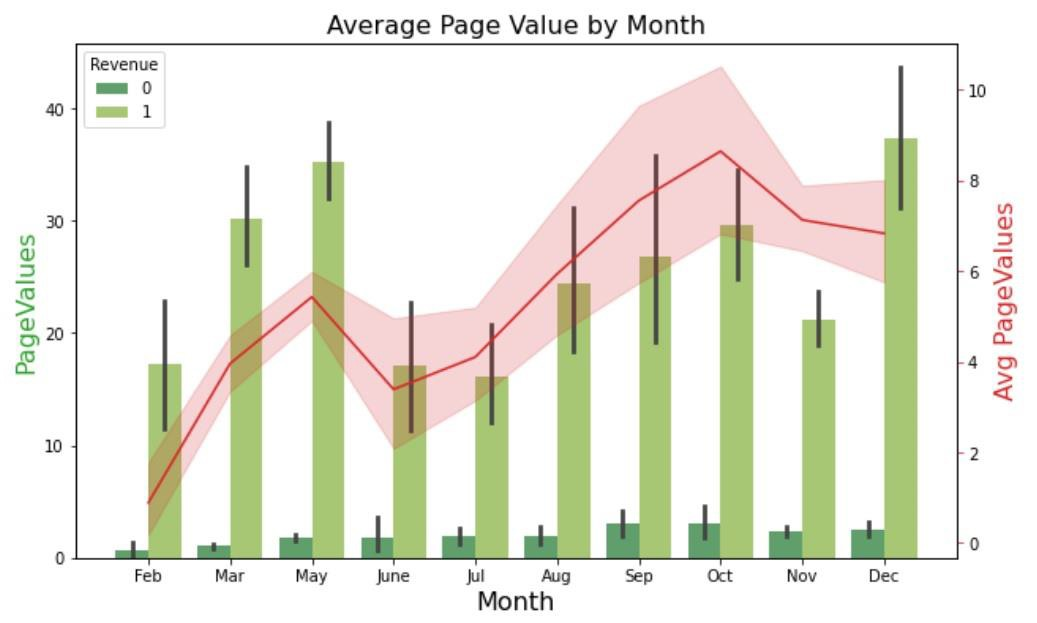 Average Page Value by Month
Revenue
0
1
PageValues
40
30
20
10
0
10
8
6
4
2
0
Avg PageValues
Feb Mar May June Jul Aug Sep Oct Nov Dec
Month